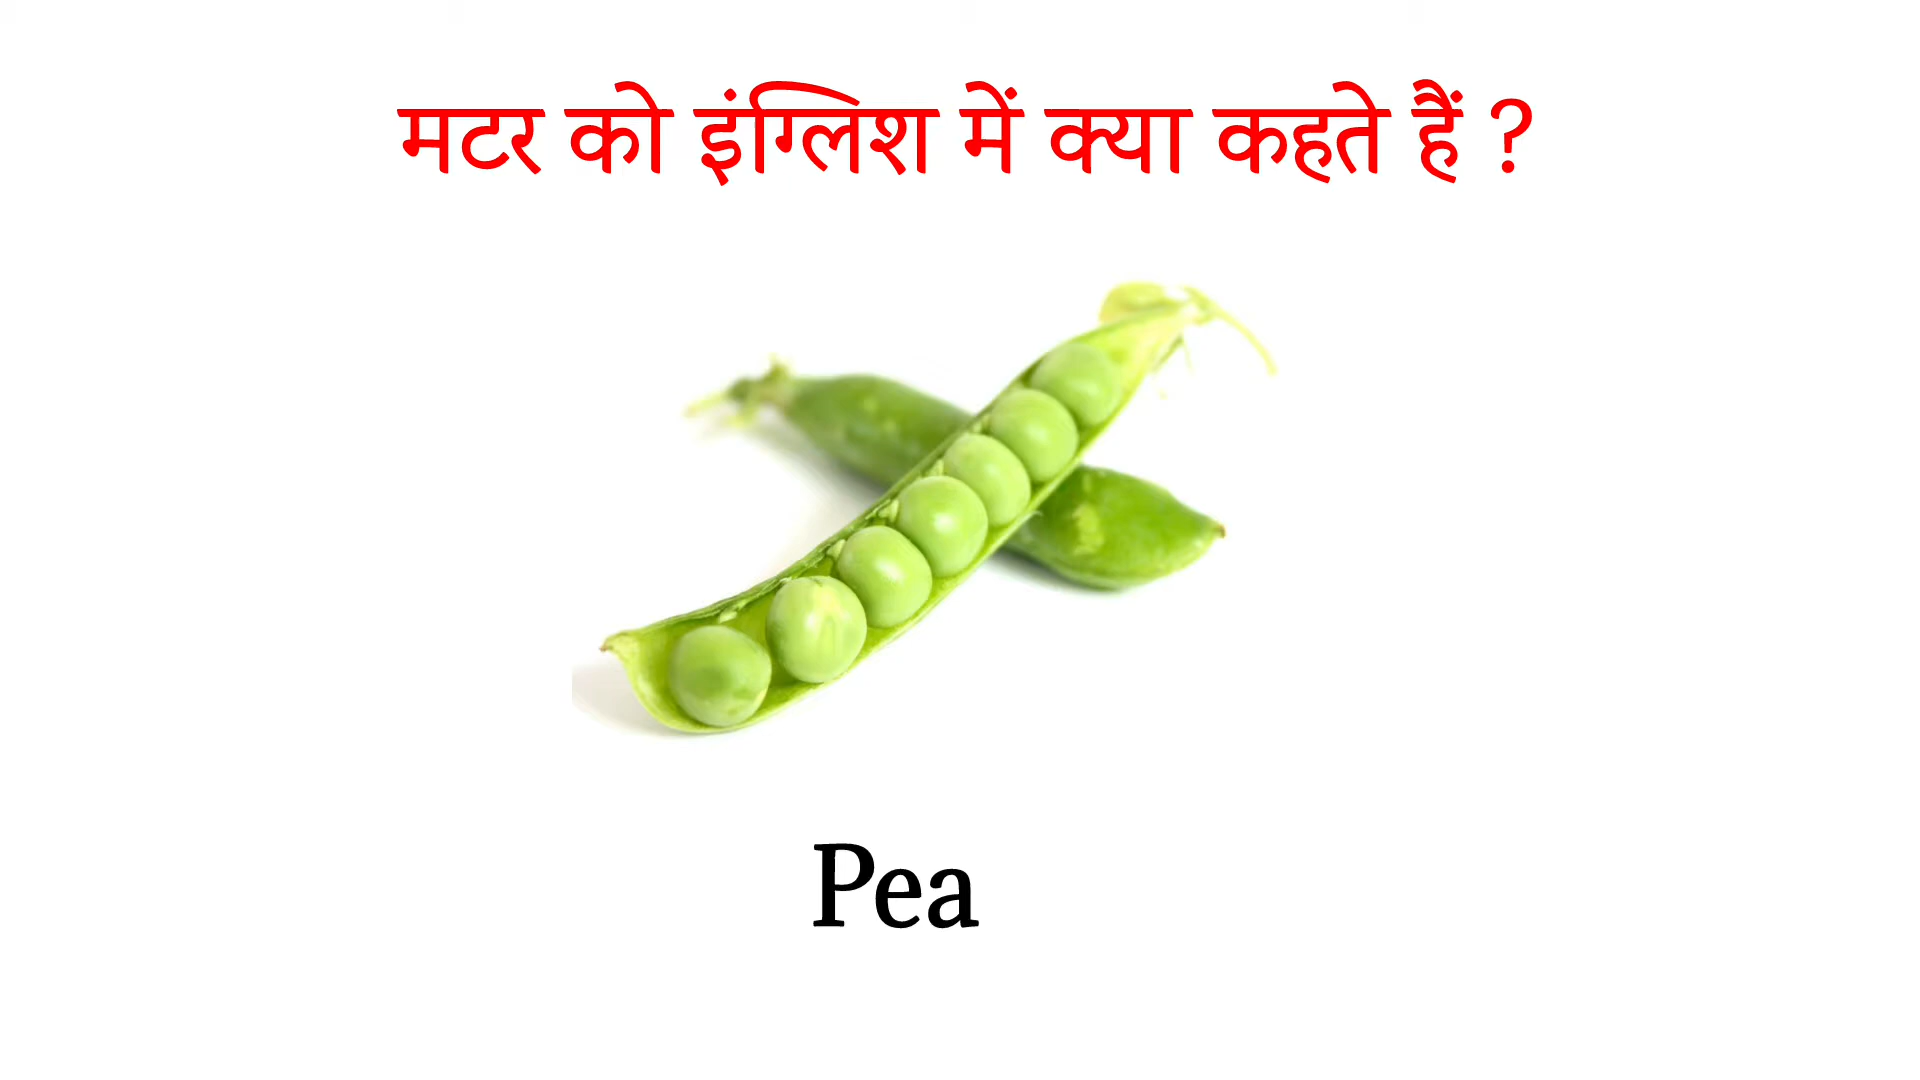 मटर को इंग्लिश में क्या कहते हैं ?
Pea